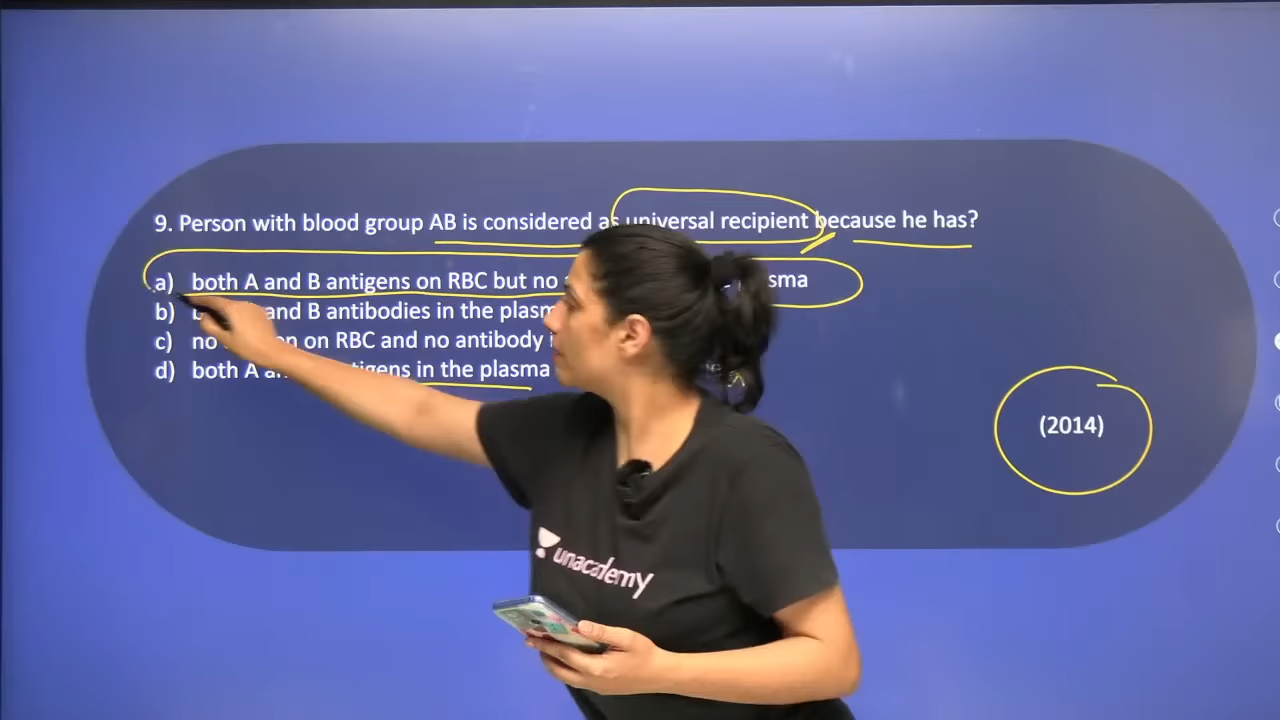 9. Person with blood group AB is considered as universal recipient because he has?
a) both A and B antigens on RBC but no
b) and B antibodies in the plasm
c) no on RBC and no antibody
d) both A in the plasma
(2014)
unacademy